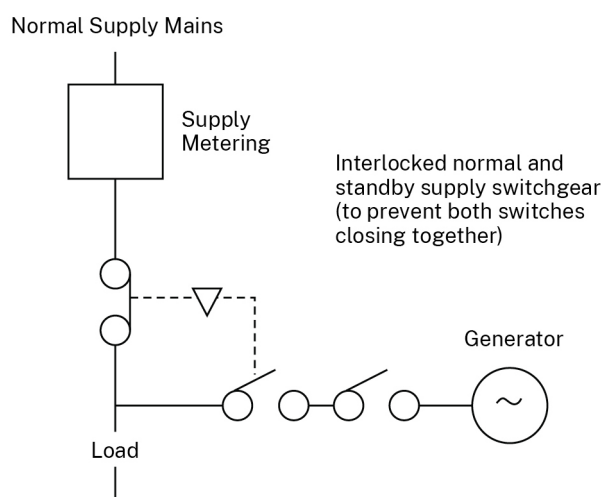 Normal Supply Mains
Supply
Metering
Interlocked normal and
standby supply switchgear
(to prevent both switches
closing together)
Generator
Load